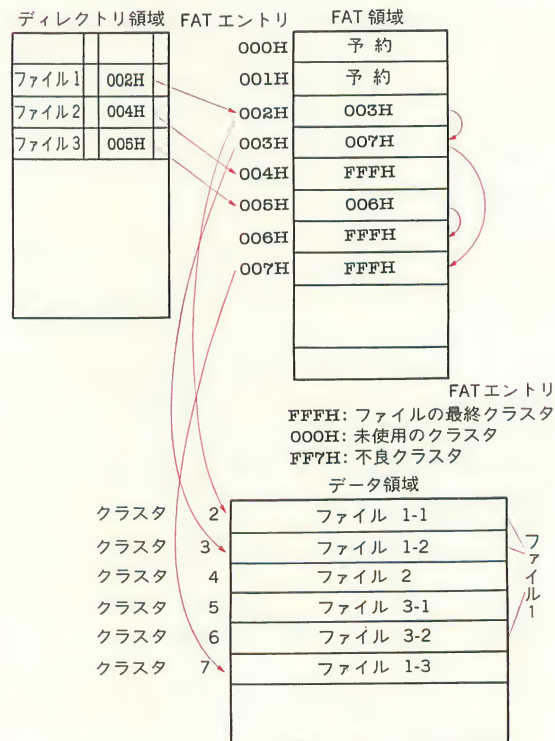 ディレクトリ領域 FATエントリ FAT領域
000H 予 約
001H 予 約
ファイル1 002H
002H 003H
ファイル2 004H
003H 007H
ファイル3 005H
004H FFFH
005H 006H
006H FFFH
007H FFFH
FATエントリ
FFFH: ファイルの最終クラスタ
000H: 未使用のクラスタ
FF7H: 不良クラスタ
データ領域
クラスタ 2 ファイル 1-1
クラスタ 3 ファイル 1-2
クラスタ 4 ファイル 2
クラスタ 5 ファイル 3-1
クラスタ 6 ファイル 3-2
クラスタ 7 ファイル 1-3
ファイル1